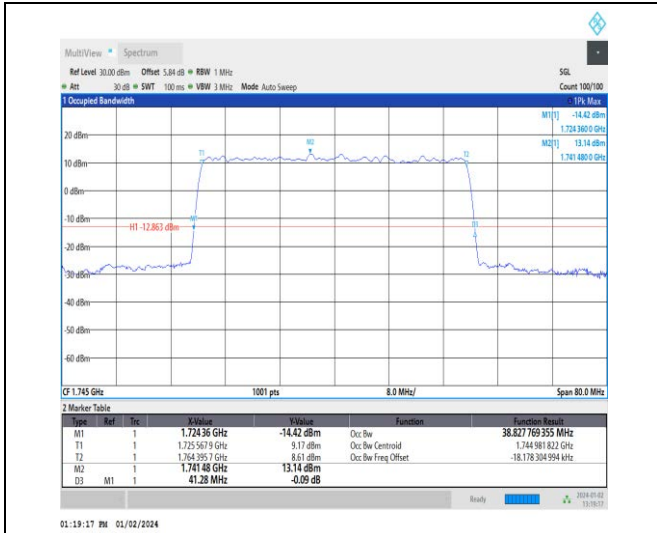 MultiView Spectrum
Ref Level 30.00 dBm Offset 5.84 dB RBW 1 MHz SGL
Att 30 dB SWT 100 ms VBW 3 MHz Mode Auto Sweep Count 100/100
1 Occupied Bandwidth 1Pk Max
M1[1] -14.42 dBm
1.724 360 0 GHz
M2[1] 13.14 dBm
1.741 480 0 GHz
20 dBm
M2
T1 T2
10 dBm
0 dBm
-10 dBm
M1
H1 -12.863 dBm
-20 dBm
-30 dBm
-40 dBm
-50 dBm
-60 dBm
CF 1.745 GHz 1001 pts 8.0 MHz/ Span 80.0 MHz
2 Marker Table
Type Ref Trc X-Value Y-Value Function Function Result
M1 1 1.724 36 GHz -14.42 dBm Occ Bw 38.827 769 355 MHz
T1 1 1.725 567 9 GHz 9.17 dBm Occ Bw Centroid 1.744 981 822 GHz
T2 1 1.764 395 7 GHz 8.61 dBm Occ Bw Freq Offset -18.178 304 994 kHz
M2 1 1.741 48 GHz 13.14 dBm
D3 M1 1 41.28 MHz -0.09 dB
Ready 2024-01-02
13:19:17
01:19:17 PM 01/02/2024